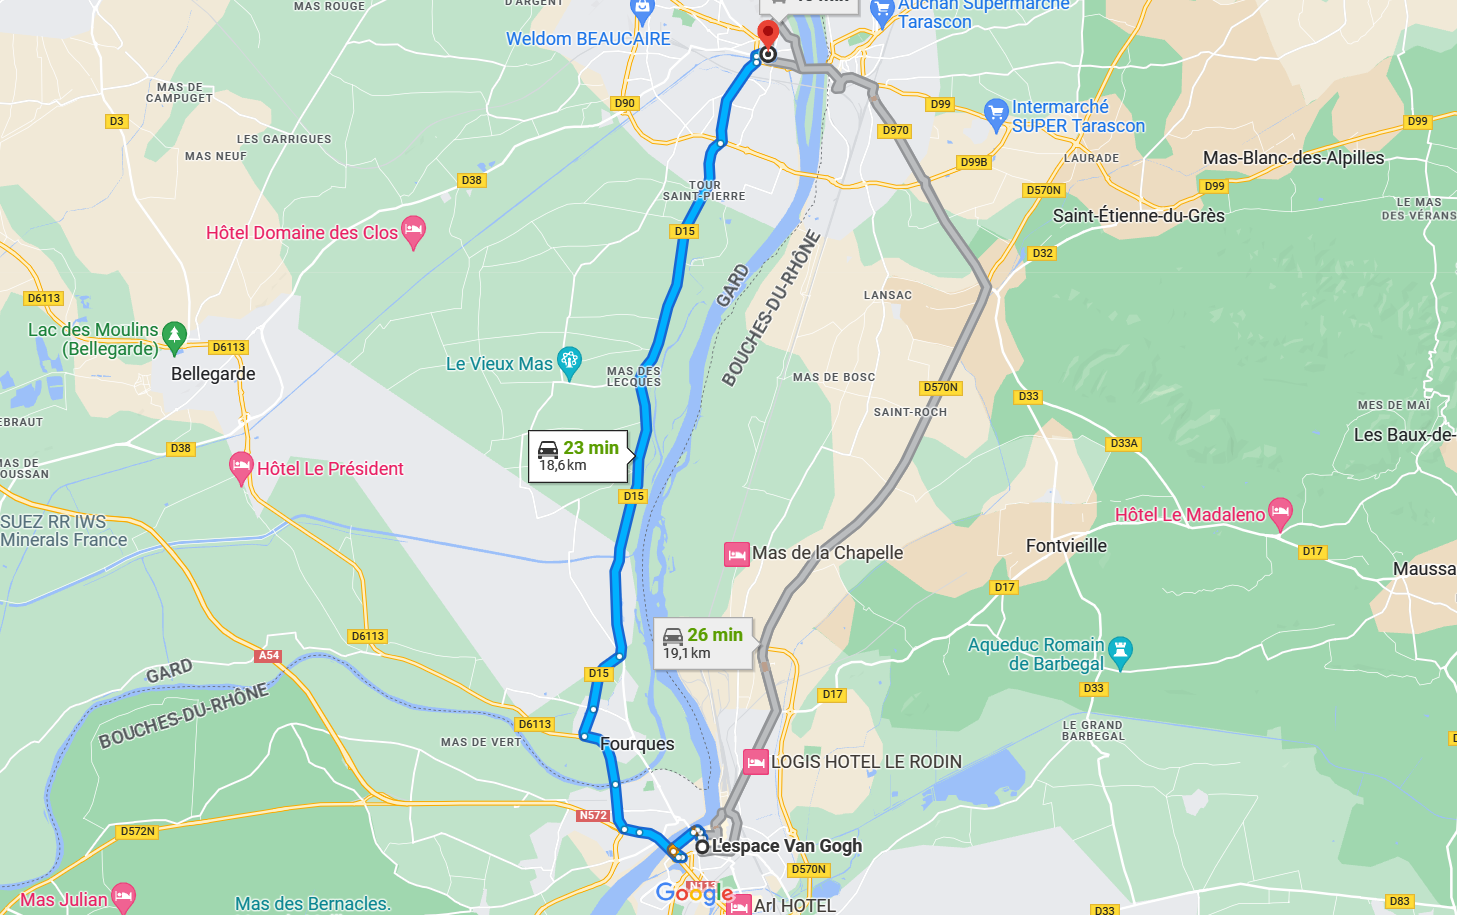 MAS ROUGE
D'ARGENT
Auchan Supermarché
Tarascon
Weldom BEAUCAIRE
MAS DE
CAMPUGET
D90
D99
Intermarché
SUPER Tarascon
D3
D970
D99
LES GARRIGUES
MAS NEUF
D99B
LAURADE
Mas-Blanc-des-Alpilles
D38
TOUR
SAINT-PIERRE
D570N
D99
LE MAS
DES VÉRANS
Saint-Étienne-du-Grès
Hôtel Domaine des Clos
D15
D32
GARD
BOUCHES-DU-RHÔNE
D6113
LANSAC
Lac des Moulins
(Bellegarde)
D6113
Bellegarde
Le Vieux Mas
MAS DES
LECQUES
MAS DE BOSC
D570N
D33
SAINT-ROCH
MES DE MAÏ
EBRAUT
Les Baux-de-
D38
23 min
18,6 km
D33A
MAS DE
OUSSAN
Hôtel Le Président
D15
SUEZ RR IWS
Minerals France
Hôtel Le Madaleno
Mas de la Chapelle
Fontvieille
D17
Maussa
D17
D6113
26 min
19,1 km
A54
GARD
BOUCHES-DU-RHÔNE
D15
Aqueduc Romain
de Barbegal
D17
D33
D6113
MAS DE VERT
Fourques
LE GRAND
BARBEGAL
LOGIS HOTEL LE RODIN
N572
D572N
L'espace Van Gogh
D570N
N113
Google
Mas Julian
Mas des Bernacles.
Arl HOTEL
D83
D33